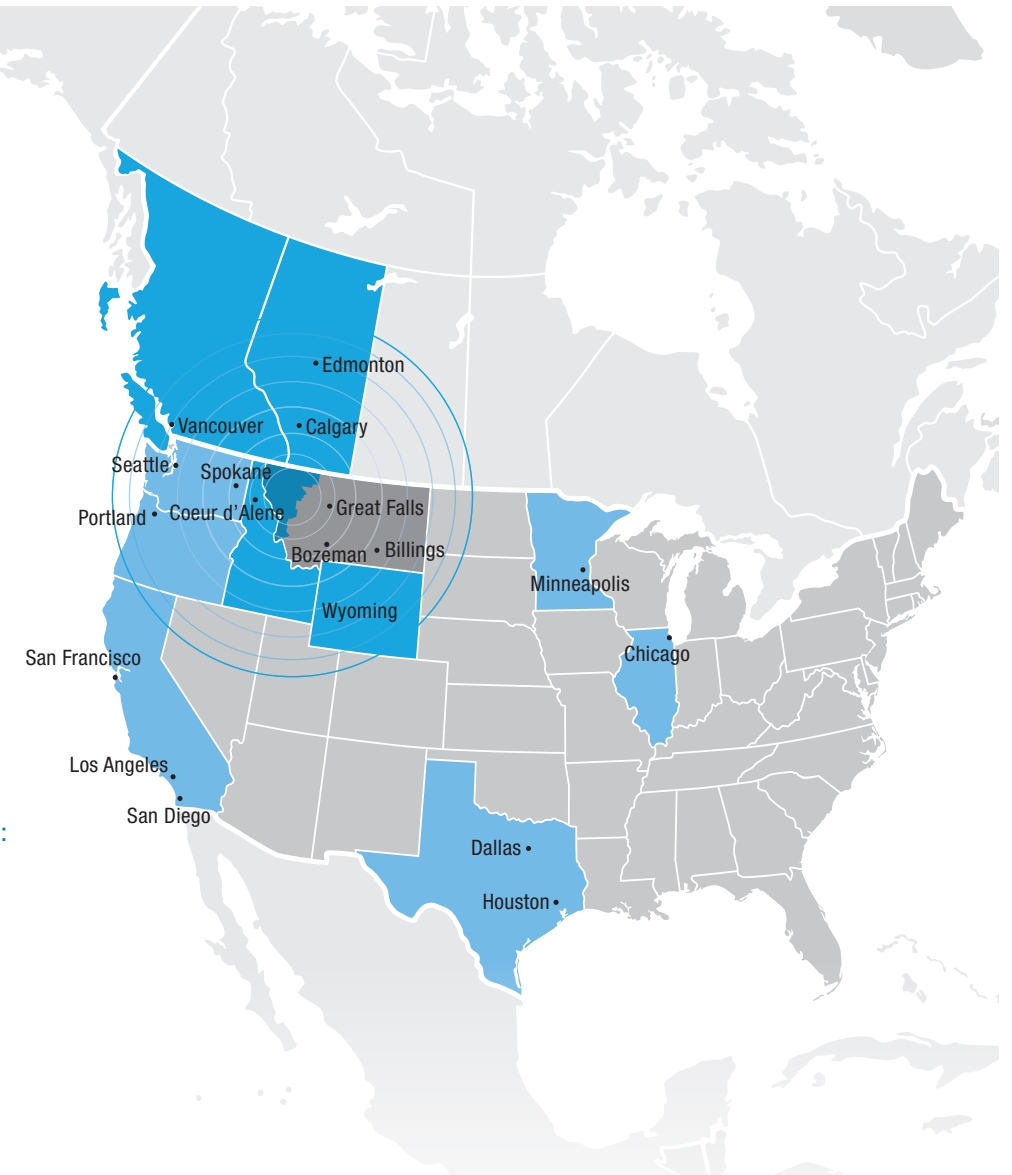 Edmonton
Vancouver
Calgary
Seattle
Spokane
Great Falls
Portland
Coeur d'Alene
Bozeman
Billings
Minneapolis
Wyoming
Chicago
San Francisco
Los Angeles
San Diego
:
Dallas
Houston